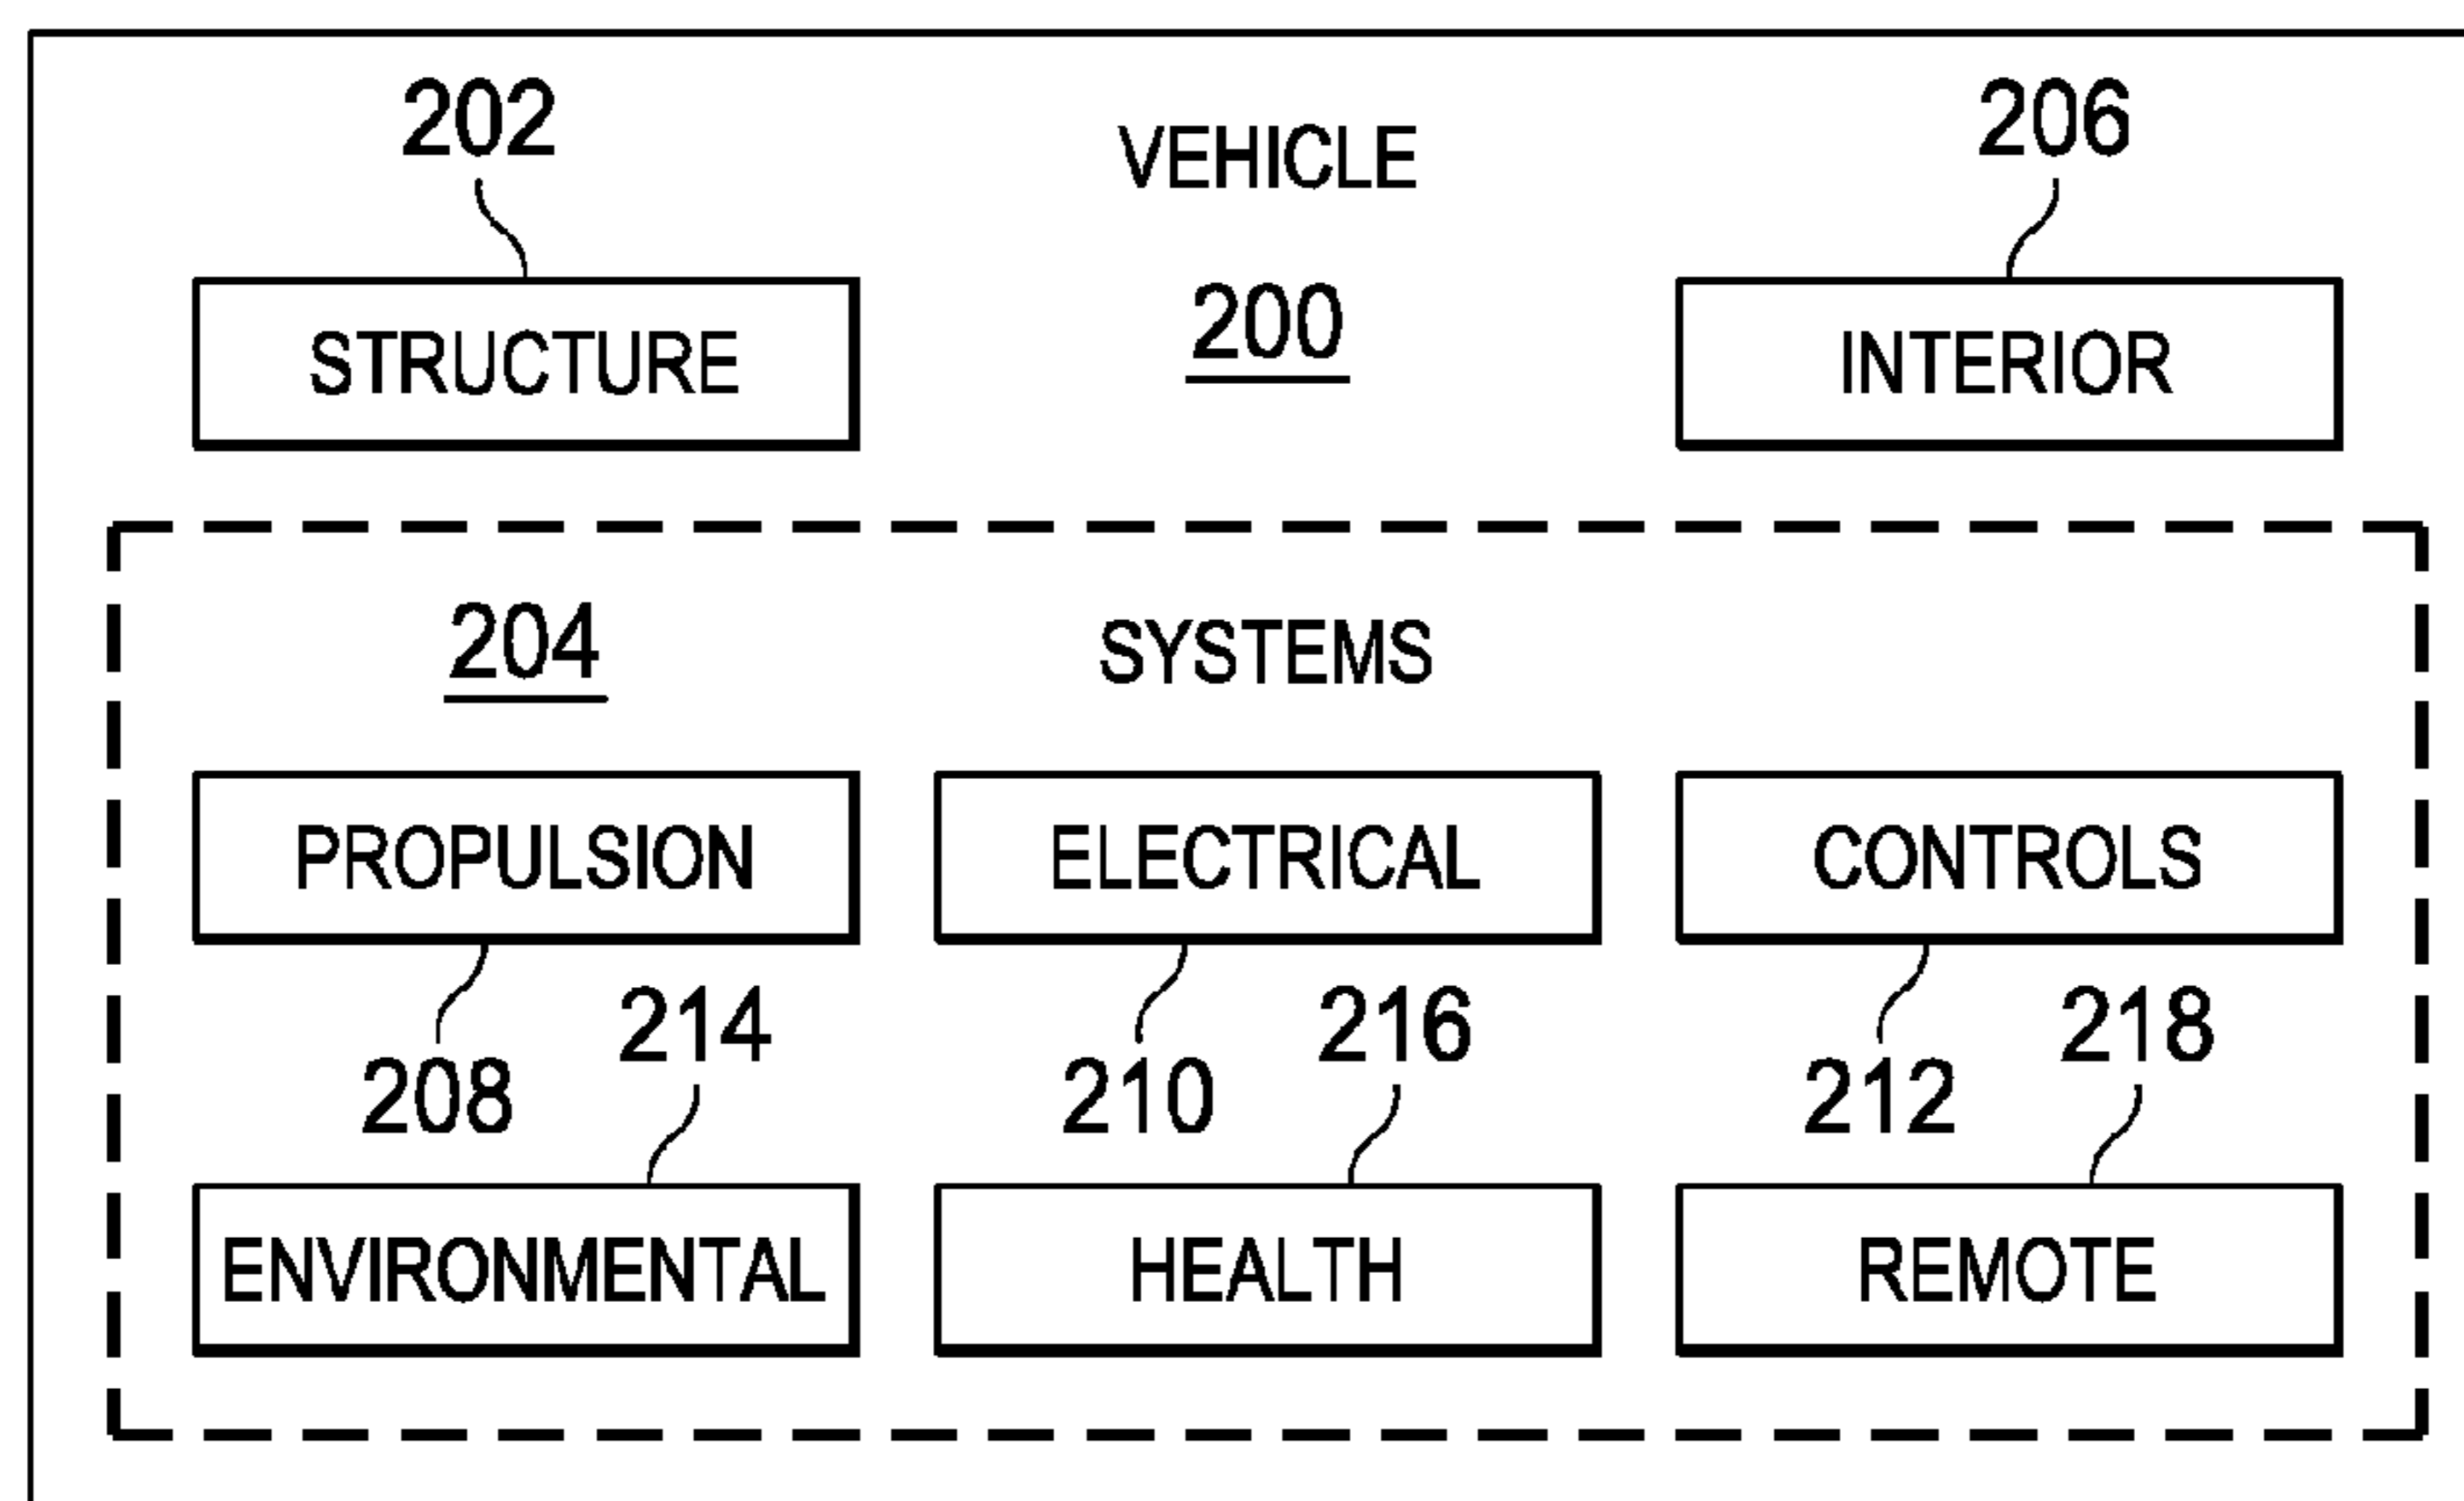 202 VEHICLE 206
200
STRUCTURE INTERIOR
204 SYSTEMS
PROPULSION ELECTRICAL CONTROLS
214 216 218
208 210 212
ENVIRONMENTAL HEALTH REMOTE